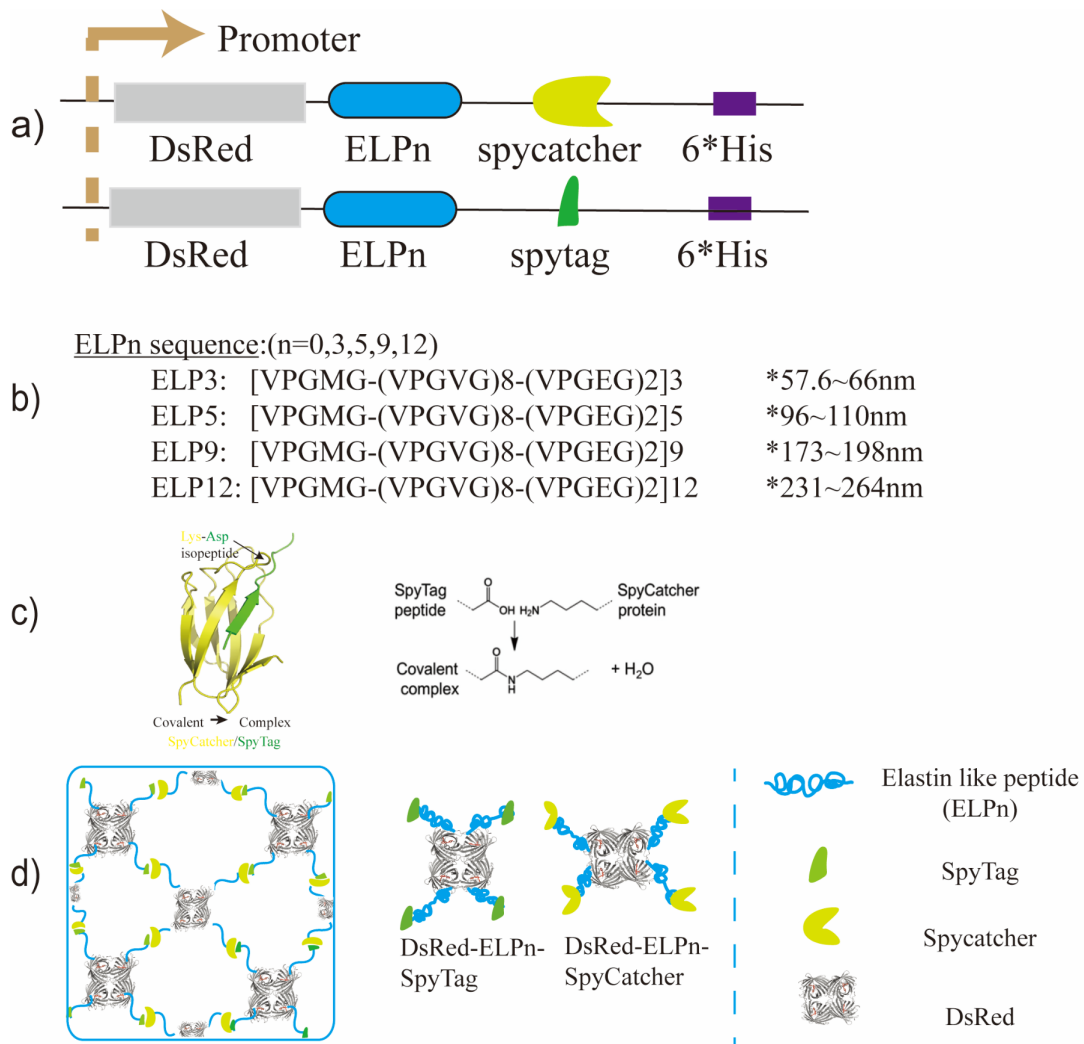 Promoter
a)
DsRed ELPn spycatcher 6*His
DsRed ELPn spytag 6*His
b)
ELPn sequence:(n=0,3,5,9,12)
ELP3: [VPGMG-(VPGVG)8-(VPGEG)2]3 *57.6~66nm
ELP5: [VPGMG-(VPGVG)8-(VPGEG)2]5 *96~110nm
ELP9: [VPGMG-(VPGVG)8-(VPGEG)2]9 *173~198nm
ELP12: [VPGMG-(VPGVG)8-(VPGEG)2]12 *231~264nm
c)
Lys-Asp
isopeptide
Covalent Complex
SpyCatcher/SpyTag
SpyTag
peptide
O
OH H2N
SpyCatcher
protein
Covalent
complex
O
N
H
+ H2O
d)
DsRed-ELPn-
SpyTag
DsRed-ELPn-
SpyCatcher
Elastin like peptide
(ELPn)
SpyTag
Spycatcher
DsRed